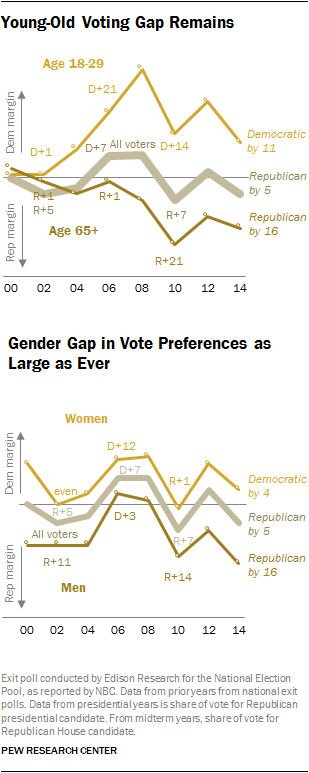 Young-Old Voting Gap Remains
Age 18-29
D+21
Dem margin
D+7 All voters
D+1
D+14
Democratic
by 11
Republican
by 5
R+1
R+5
R+1
R+7
Republican
by 16
Rep margin
Age 65+
R+21
00 02 04 06 08 10 12 14
Gender Gap in Vote Preferences as
Large as Ever
Women
Dem margin
D+12
D+7
even
R+1
Democratic
by 4
R+5
D+3
Republican
by 5
All voters
R+7
Rep margin
R+11
Men
R+14
Republican
by 16
00 02 04 06 08 10 12 14
Exit poll conducted by Edison Research for the National Election
Pool, as reported by NBC. Data from prior years from national exit
polls. Data from presidential years is share of vote for Republican
presidential candidate. From midterm years, share of vote for
Republican House candidate.
PEW RESEARCH CENTER